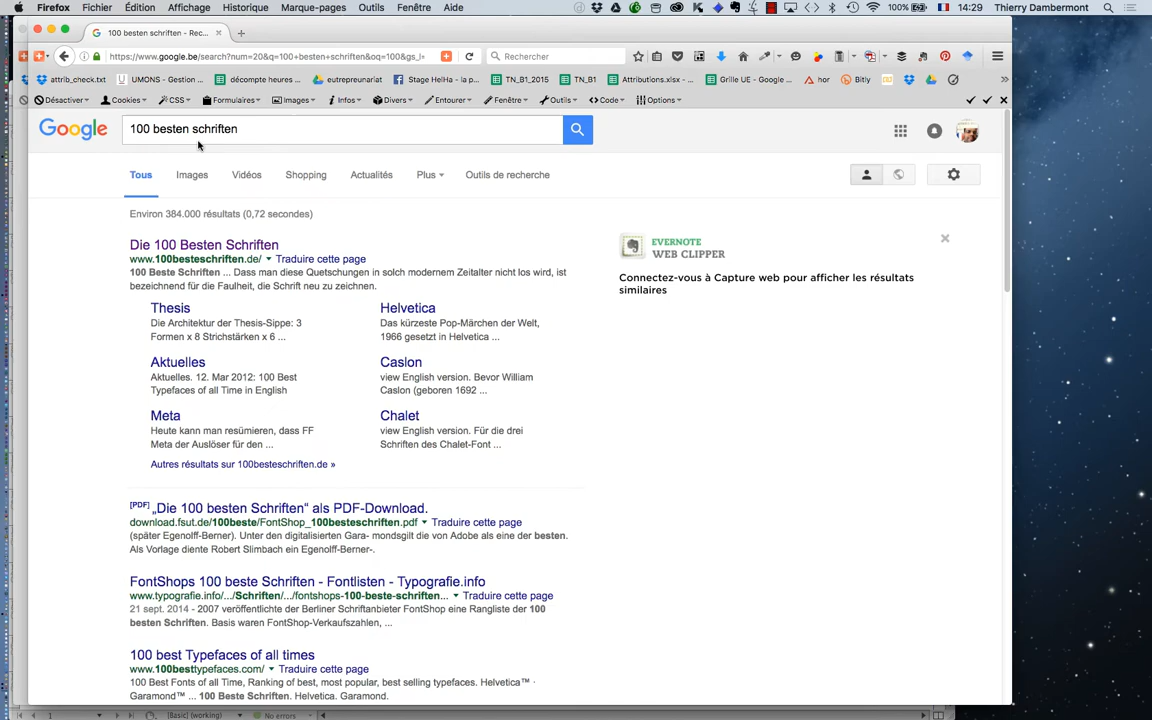 Firefox Fichier Édition Affichage Historique Marque-pages Outils Fenêtre Aide 100% 14:29 Thierry Dambermont
100 besten schriften - Rec...
https://www.google.be/search?num=20&q=100+besten+schriften&oq=100&gs_l= Rechercher
attrib_check.txt UMONS - Gestion ... décompte heures ... eutrepreunariat Stage HelHa - la p... TN_B1_2015 TN_B1 Attributions.xlsx - ... Grille UE - Google ... hor Bitly
Désactiver Cookies CSS Formulaires Images Infos Divers Entourer Fenêtre Outils Code Options
Google 100 besten schriften
Tous Images Vidéos Shopping Actualités Plus Outils de recherche
Environ 384.000 résultats (0,72 secondes)
Die 100 Besten Schriften
www.100besteschriften.de/ Traduire cette page
100 Beste Schriften ... Dass man diese Quetschungen in solch modernem Zeitalter nicht los wird, ist
bezeichnend für die Faulheit, die Schrift neu zu zeichnen.
Thesis
Die Architektur der Thesis-Sippe: 3
Formen x 8 Strichstärken x 6 ...
Helvetica
Das kürzeste Pop-Märchen der Welt,
1966 gesetzt in Helvetica ...
Aktuelles
Aktuelles. 12. Mar 2012: 100 Best
Typefaces of all Time in English
Caslon
view English version. Bevor William
Caslon (geboren 1692 ...
Meta
Heute kann man resümieren, dass FF
Meta der Auslöser für den ...
Chalet
view English version. Für die drei
Schriften des Chalet-Font ...
Autres résultats sur 100besteschriften.de »
[PDF] „Die 100 besten Schriften“ als PDF-Download.
download.fsut.de/100beste/FontShop_100besteschriften.pdf Traduire cette page
(später Egenolff-Berner). Unter den digitalisierten Gara- mondsgilt die von Adobe als eine der besten.
Als Vorlage diente Robert Slimbach ein Egenolff-Berner-.
FontShops 100 beste Schriften - Fontlisten - Typografie.info
www.typografie.info/.../Schriften/.../fontshops-100-beste-schriften... Traduire cette page
21 sept. 2014 - 2007 veröffentlichte der Berliner Schriftanbieter FontShop eine Rangliste der 100
besten Schriften. Basis waren FontShop-Verkaufszahlen, ...
100 best Typefaces of all times
www.100besttypefaces.com/ Traduire cette page
100 Best Fonts of all Time, Ranking of best, most popular, best selling typefaces. Helvetica™ ·
Garamond™ ... 100 Beste Schriften. Helvetica. Garamond.
EVERNOTE
WEB CLIPPER
Connectez-vous à Capture web pour afficher les résultats
similaires
1 [Basic] (working) No errors